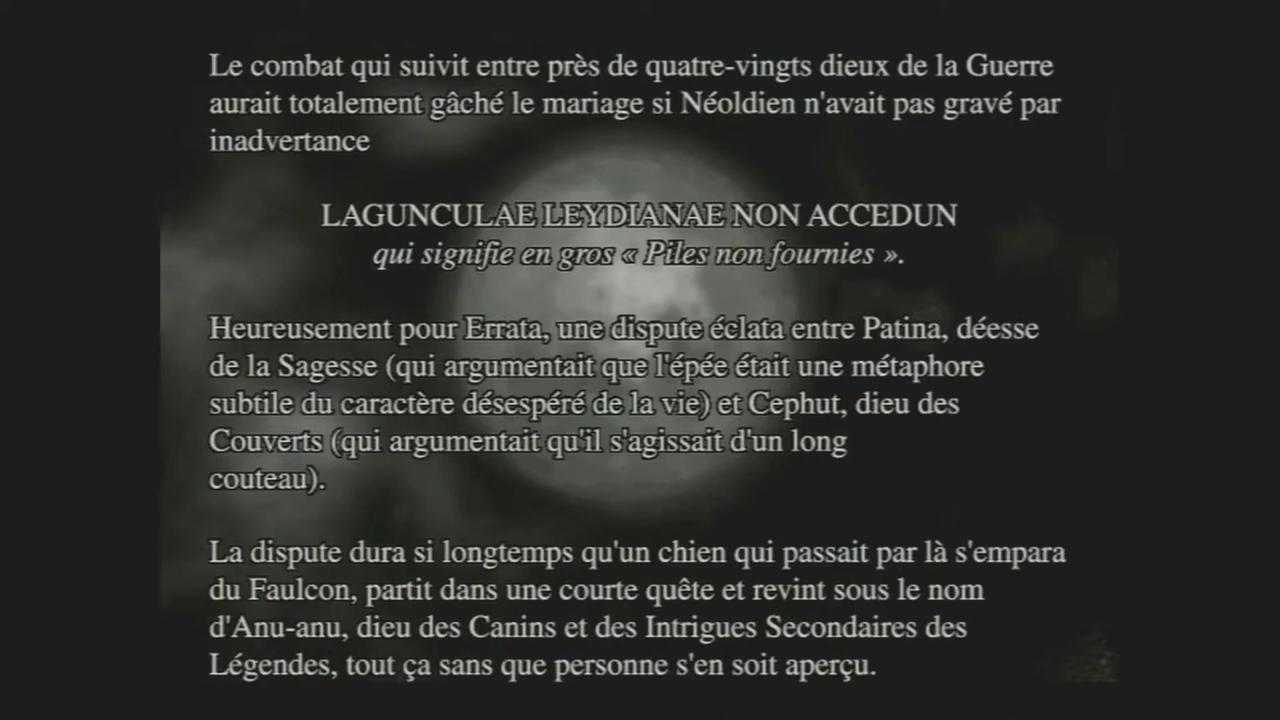 Le combat qui suivit entre près de quatre-vingts dieux de la Guerre
aurait totalement gâché le mariage si Néoldien n'avait pas gravé par
inadvertance
LAGUNCULAE LEYDIANAE NON ACCEDUN
qui signifie en gros « Piles non fournies ».
Heureusement pour Errata, une dispute éclata entre Patina, déesse
de la Sagesse (qui argumentait que l'épée était une métaphore
subtile du caractère désespéré de la vie) et Cephut, dieu des
Couverts (qui argumentait qu'il s'agissait d'un long
couteau).
La dispute dura si longtemps qu'un chien qui passait par là s'empara
du Faulcon, partit dans une courte quête et revint sous le nom
d'Anu-anu, dieu des Canins et des Intrigues Secondaires des
Légendes, tout ça sans que personne s'en soit aperçu.